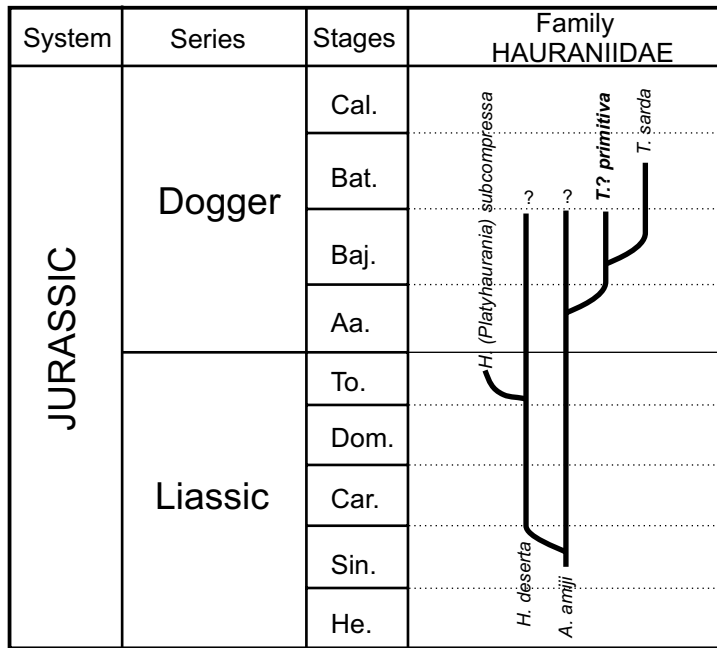 System
Series
Stages
Family
HAURANIIDAE
JURASSIC
Dogger
Liassic
Cal.
Bat.
Baj.
Aa.
To.
Dom.
Car.
Sin.
He.
H. (Platyhaurania) subcompressa
?
?
T.? primitiva
T. sarda
H. deserta
A. amiji